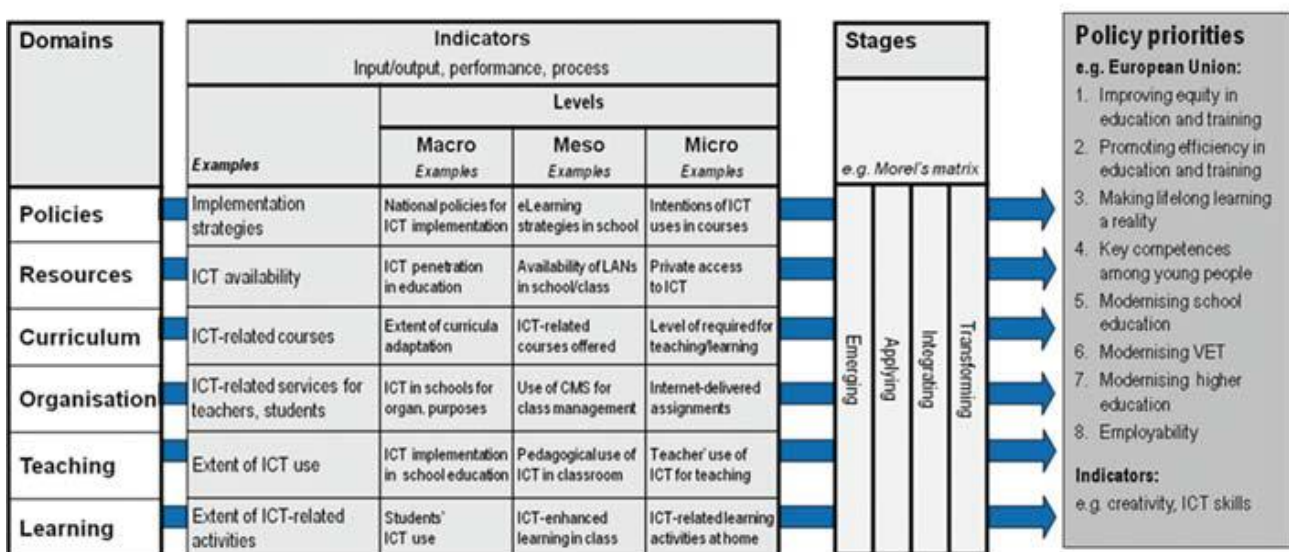 Domains
Indicators
Input/output, performance, process
Levels
Examples
Macro
Examples
Meso
Examples
Micro
Examples
Stages
e.g. Morel's matrix
Policies
Implementation
strategies
National policies for
ICT implementation
eLearning
strategies in school
Intentions of ICT
uses in courses
Resources
ICT availability
ICT penetration
in education
Availability of LANs
in school/class
Private access
to ICT
Curriculum
ICT-related courses
Extent of curricula
adaptation
ICT-related
courses offered
Level of required for
teaching/learning
Organisation
ICT-related services for
teachers, students
ICT in schools for
organ, purposes
Use of CMS for
class management
Internet-delivered
assignments
Teaching
Extent of ICT use
ICT implementation
in school education
Pedagogical use of
ICT in classroom
Teacher' use of
ICT for teaching
Learning
Extent of ICT-related
activities
Students'
ICT use
ICT-enhanced
learning in class
ICT-related learning
activities at home
Emerging
Applying
Integrating
Transforming
Policy priorities
e.g. European Union:
1. Improving equity in
education and training
2. Promoting efficiency in
education and training
3. Making lifelong learning
a reality
4. Key competences
among young people
5. Modernising school
education
6. Modernising VET
7. Modernising higher
education
8. Employability
Indicators:
e.g. creativity, ICT skills